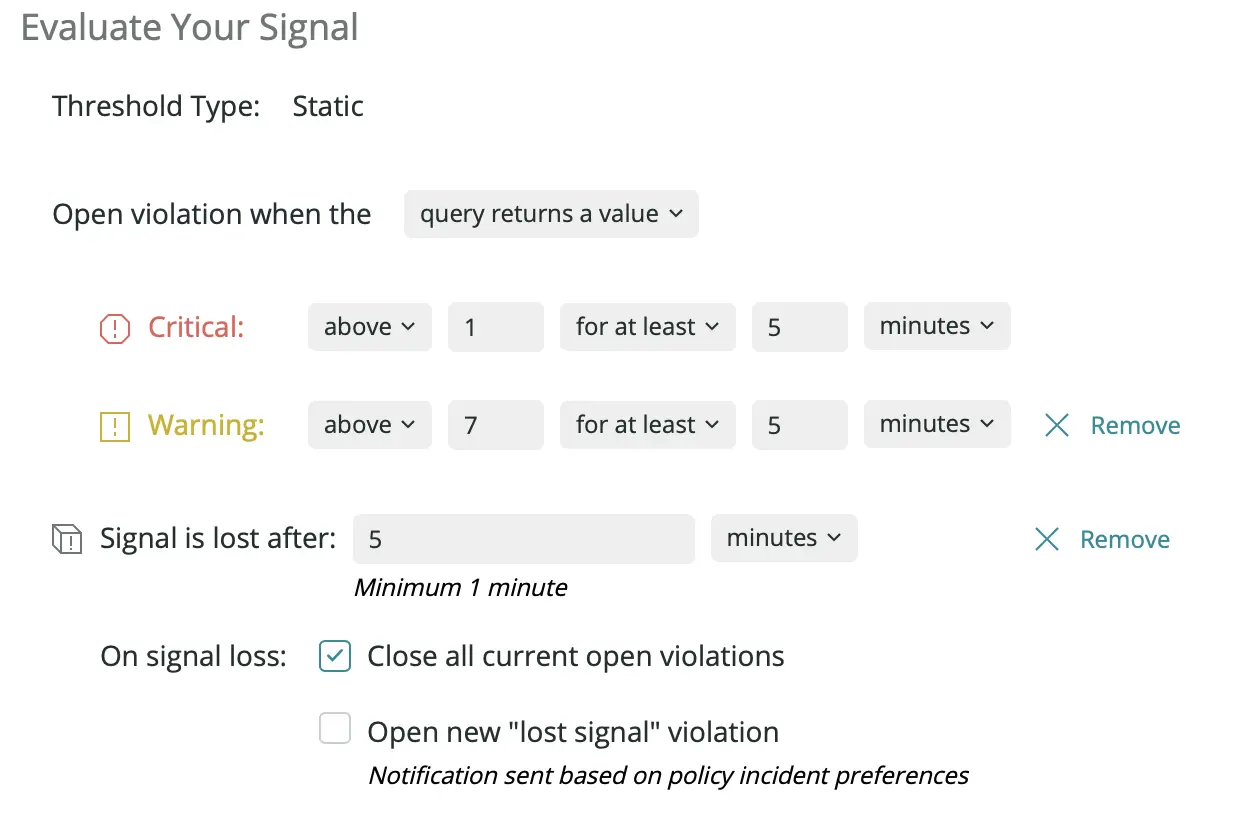 Evaluate Your Signal
Threshold Type: Static
Open violation when the query returns a value
Critical: above 1 for at least 5 minutes
Warning: above 7 for at least 5 minutes Remove
Signal is lost after: 5 minutes Remove
Minimum 1 minute
On signal loss: Close all current open violations
Open new "lost signal" violation
Notification sent based on policy incident preferences